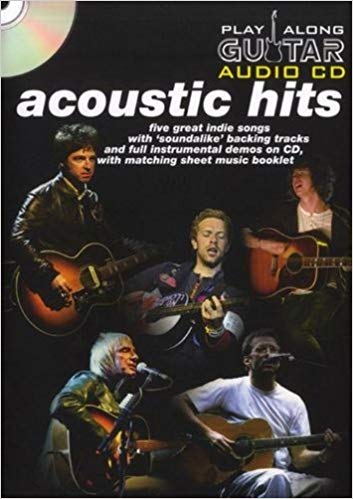 PLAY ALONG
GUITAR
AUDIO CD
acoustic hits
five great indie songs
with ‘soundalike’ backing tracks
and full instrumental demos on CD,
with matching sheet music booklet